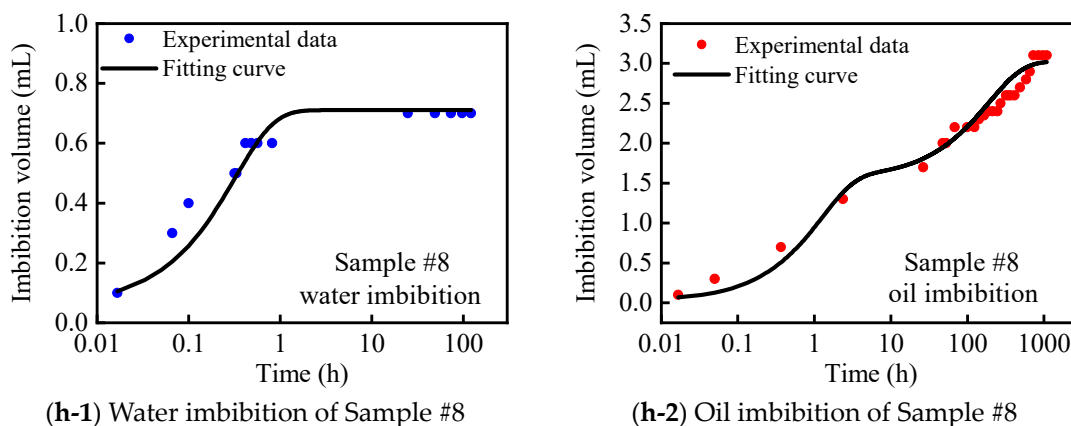 1.0
0.8
0.6
0.4
0.2
0.0
Imbibition volume (mL)
Experimental data
Fitting curve
Sample #8
water imbibition
0.01 0.1 1 10 100
Time (h)
(h-1) Water imbibition of Sample #8
3.5
3.0
2.5
2.0
1.5
1.0
0.5
0.0
Imbibition volume (mL)
Experimental data
Fitting curve
Sample #8
oil imbibition
0.01 0.1 1 10 100 1000
Time (h)
(h-2) Oil imbibition of Sample #8